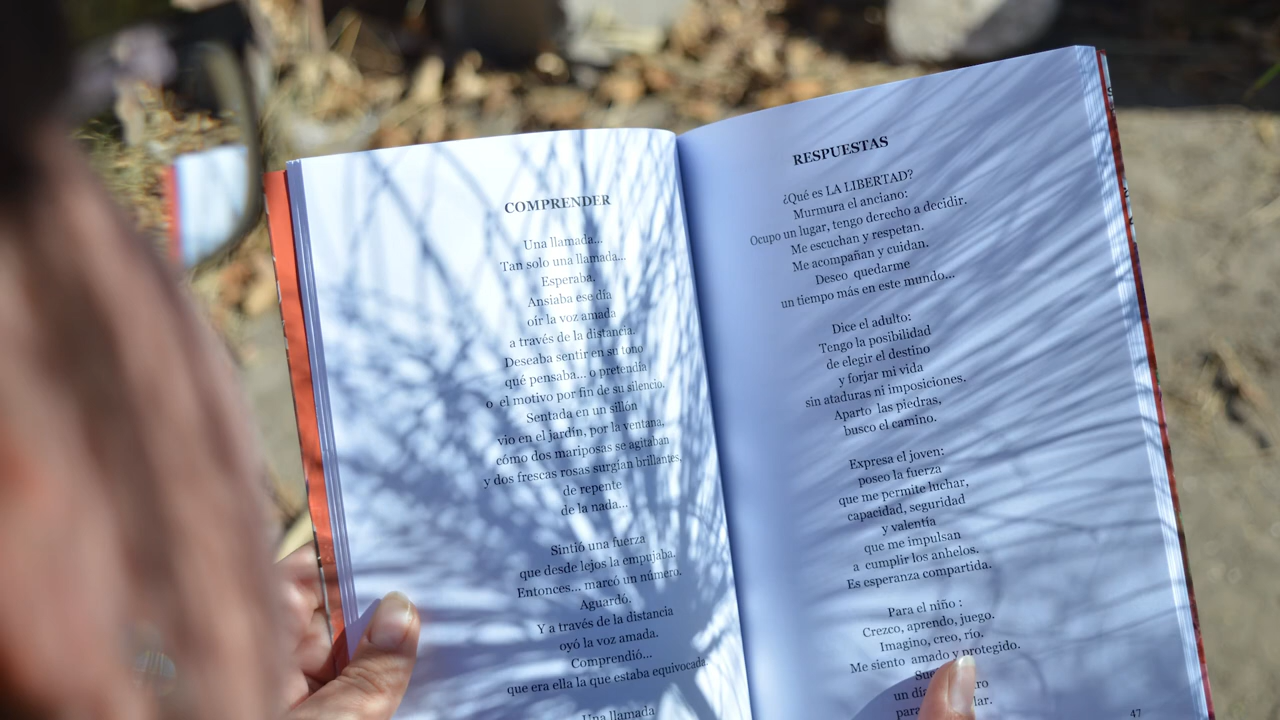 COMPRENDER
Una llamada...
Tan solo una llamada...
Esperaba.
Ansiaba ese día
oír la voz amada
a través de la distancia.
Deseaba sentir en su tono
qué pensaba... o pretendía
o el motivo por fin de su silencio.
Sentada en un sillón
vio en el jardín, por la ventana,
cómo dos mariposas se agitaban
y dos frescas rosas surgían brillantes,
de repente
de la nada...
Sintió una fuerza
que desde lejos la empujaba.
Entonces... marcó un número.
Aguardó.
Y a través de la distancia
oyó la voz amada.
Comprendió...
que era ella la que estaba equivocada.
Una llamada
RESPUESTAS
¿Qué es LA LIBERTAD?
Murmura el anciano:
Ocupo un lugar, tengo derecho a decidir.
Me escuchan y respetan.
Me acompañan y cuidan.
Deseo quedarme
un tiempo más en este mundo...
Dice el adulto:
Tengo la posibilidad
de elegir el destino
y forjar mi vida
sin ataduras ni imposiciones.
Aparto las piedras,
busco el camino.
Expresa el joven:
poseo la fuerza
que me permite luchar,
capacidad, seguridad
y valentía
que me impulsan
a cumplir los anhelos.
Es esperanza compartida.
Para el niño :
Crezco, aprendo, juego.
Imagino, creo, río.
Me siento amado y protegido.
un
47